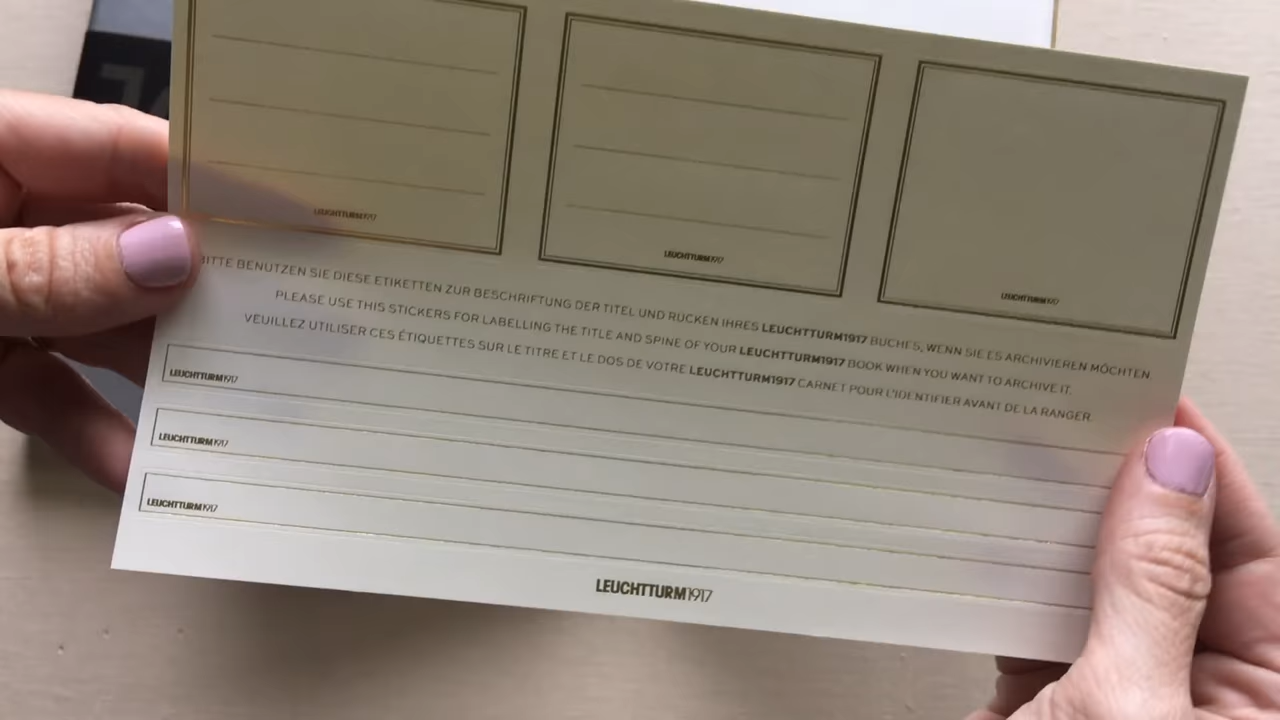 LEUCHTTURM1917
LEUCHTTURM1917
LEUCHTTURM1917
BITTE BENUTZEN SIE DIESE ETIKETTEN ZUR BESCHRIFTUNG DER TITEL UND RÜCKEN IHRES LEUCHTTURM1917 BUCHES, WENN SIE ES ARCHIVIEREN MÖCHTEN.
PLEASE USE THIS STICKERS FOR LABELLING THE TITLE AND SPINE OF YOUR LEUCHTTURM1917 BOOK WHEN YOU WANT TO ARCHIVE IT.
VEUILLEZ UTILISER CES ÉTIQUETTES SUR LE TITRE ET LE DOS DE VOTRE LEUCHTTURM1917 CARNET POUR L'IDENTIFIER AVANT DE LA RANGER.
LEUCHTTURM1917
LEUCHTTURM1917
LEUCHTTURM1917
LEUCHTTURM1917